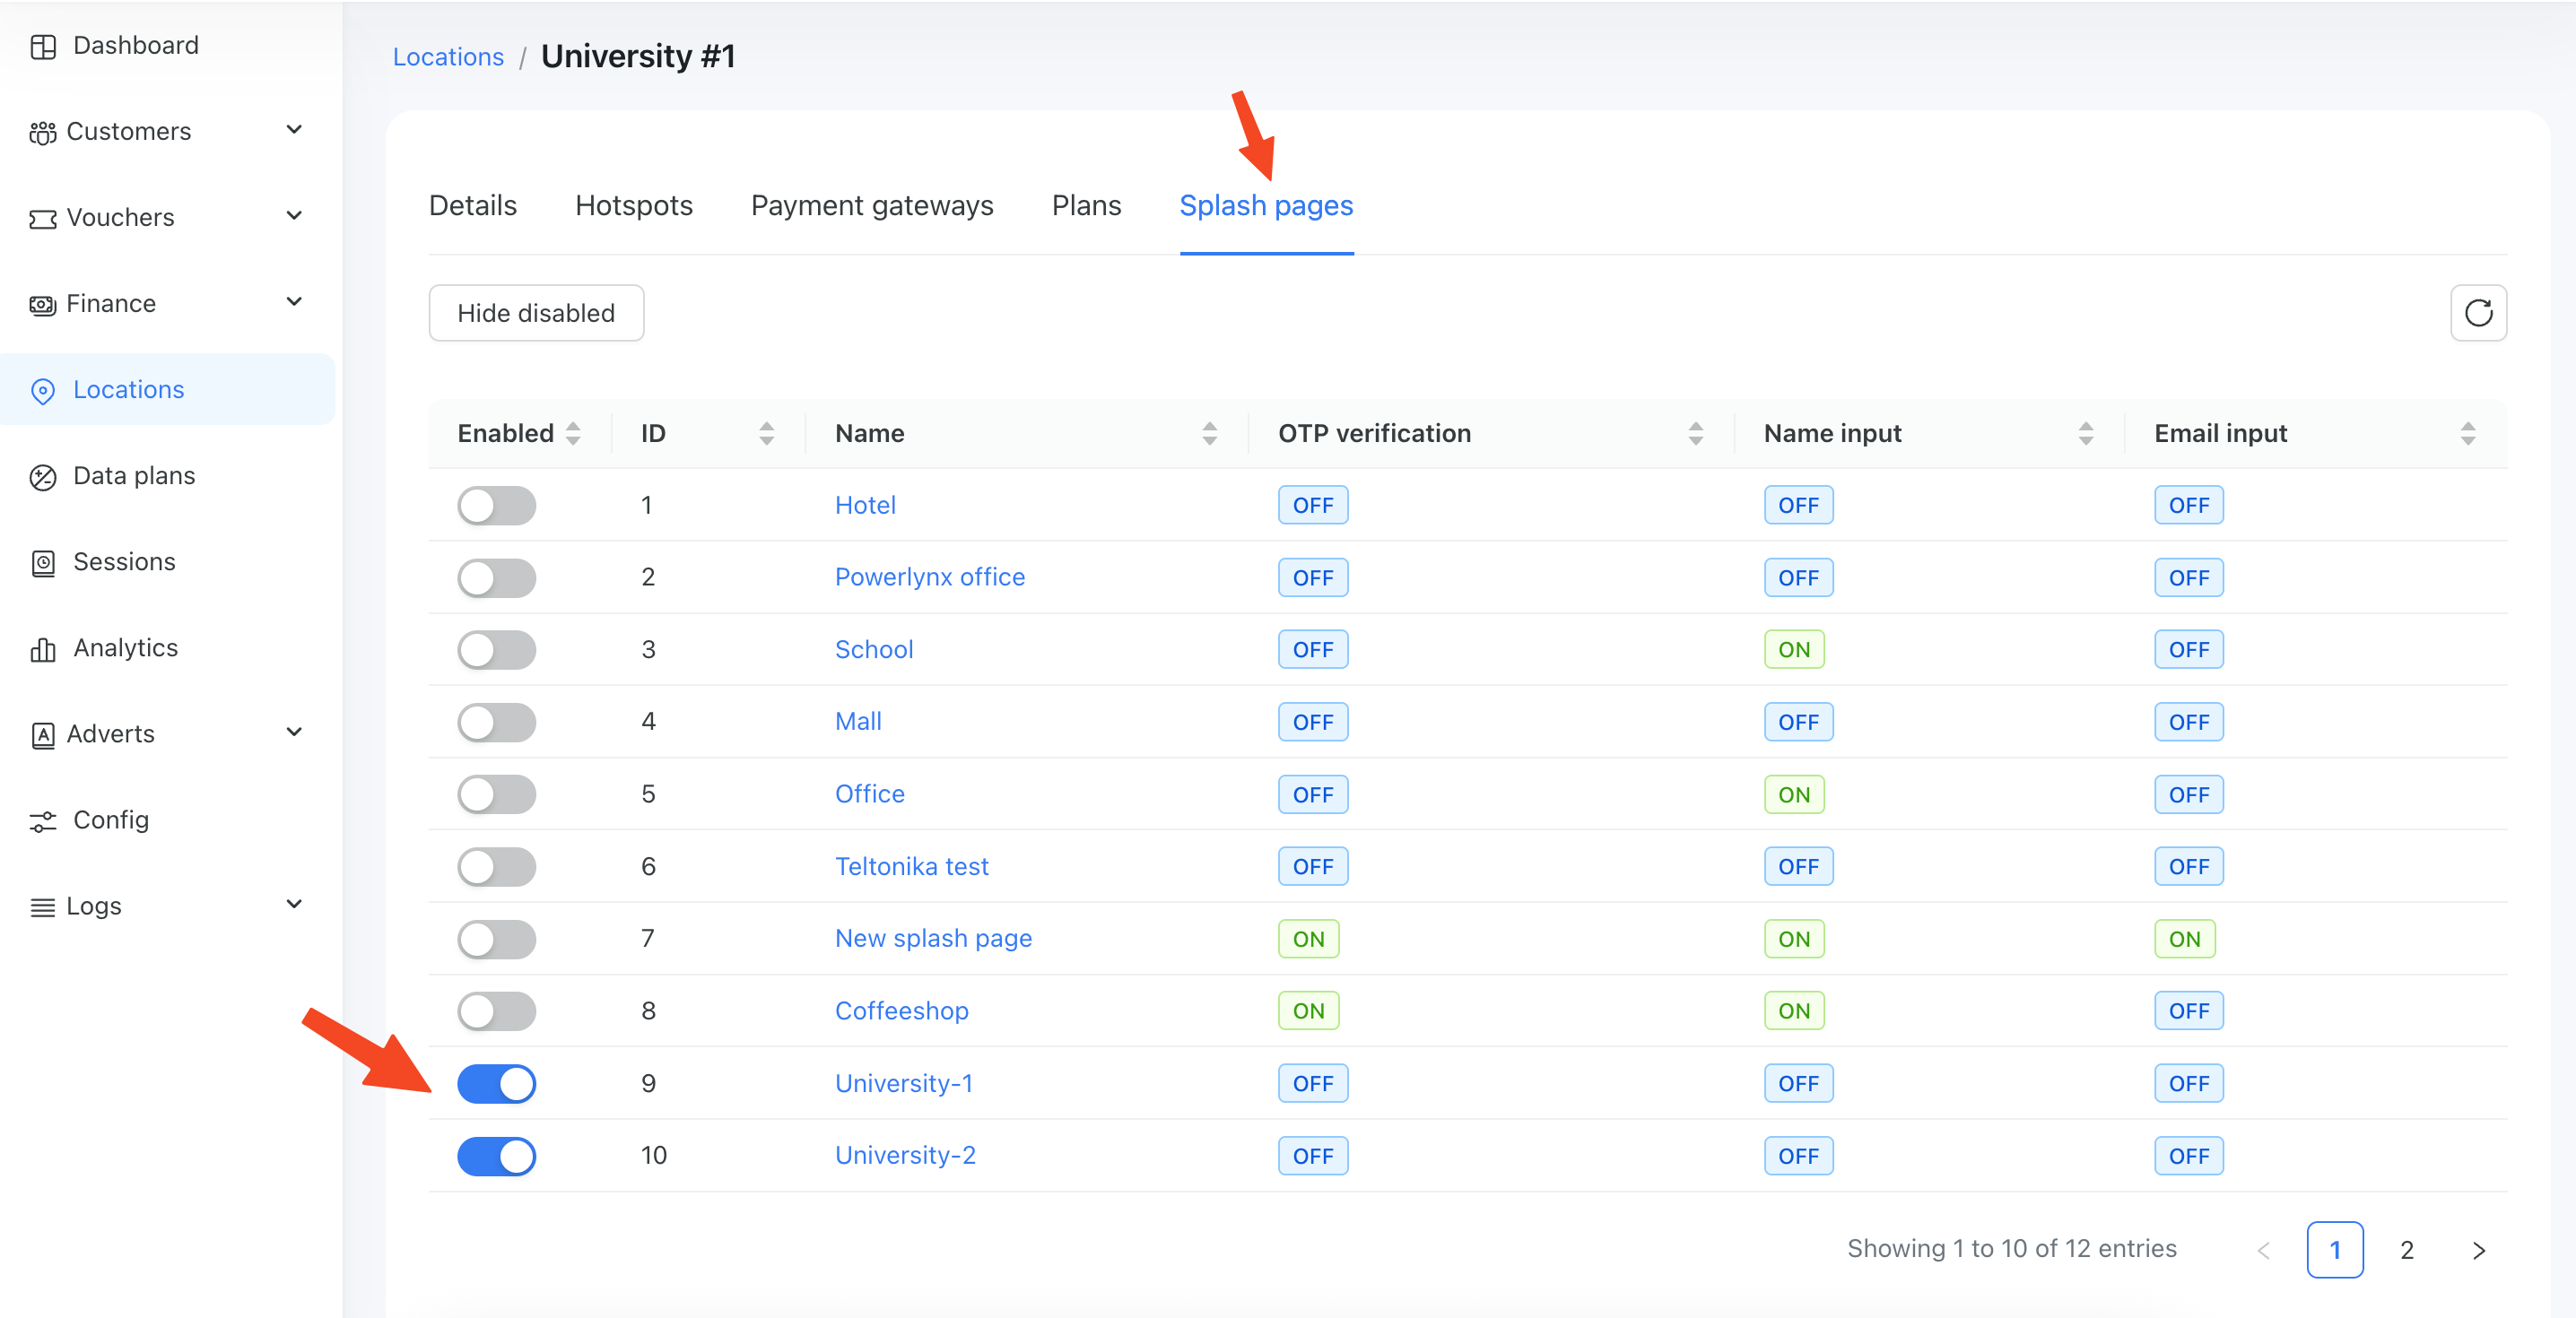 Dashboard
Customers
Vouchers
Finance
Locations
Data plans
Sessions
Analytics
Adverts
Config
Logs
Locations / University #1
Details Hotspots Payment gateways Plans Splash pages
Hide disabled
Enabled ID Name OTP verification Name input Email input
1 Hotel OFF OFF OFF
2 Powerlynx office OFF OFF OFF
3 School OFF ON OFF
4 Mall OFF OFF OFF
5 Office OFF ON OFF
6 Teltonika test OFF OFF OFF
7 New splash page ON ON ON
8 Coffeeshop ON ON OFF
9 University-1 OFF OFF OFF
10 University-2 OFF OFF OFF
Showing 1 to 10 of 12 entries < 1 2 >